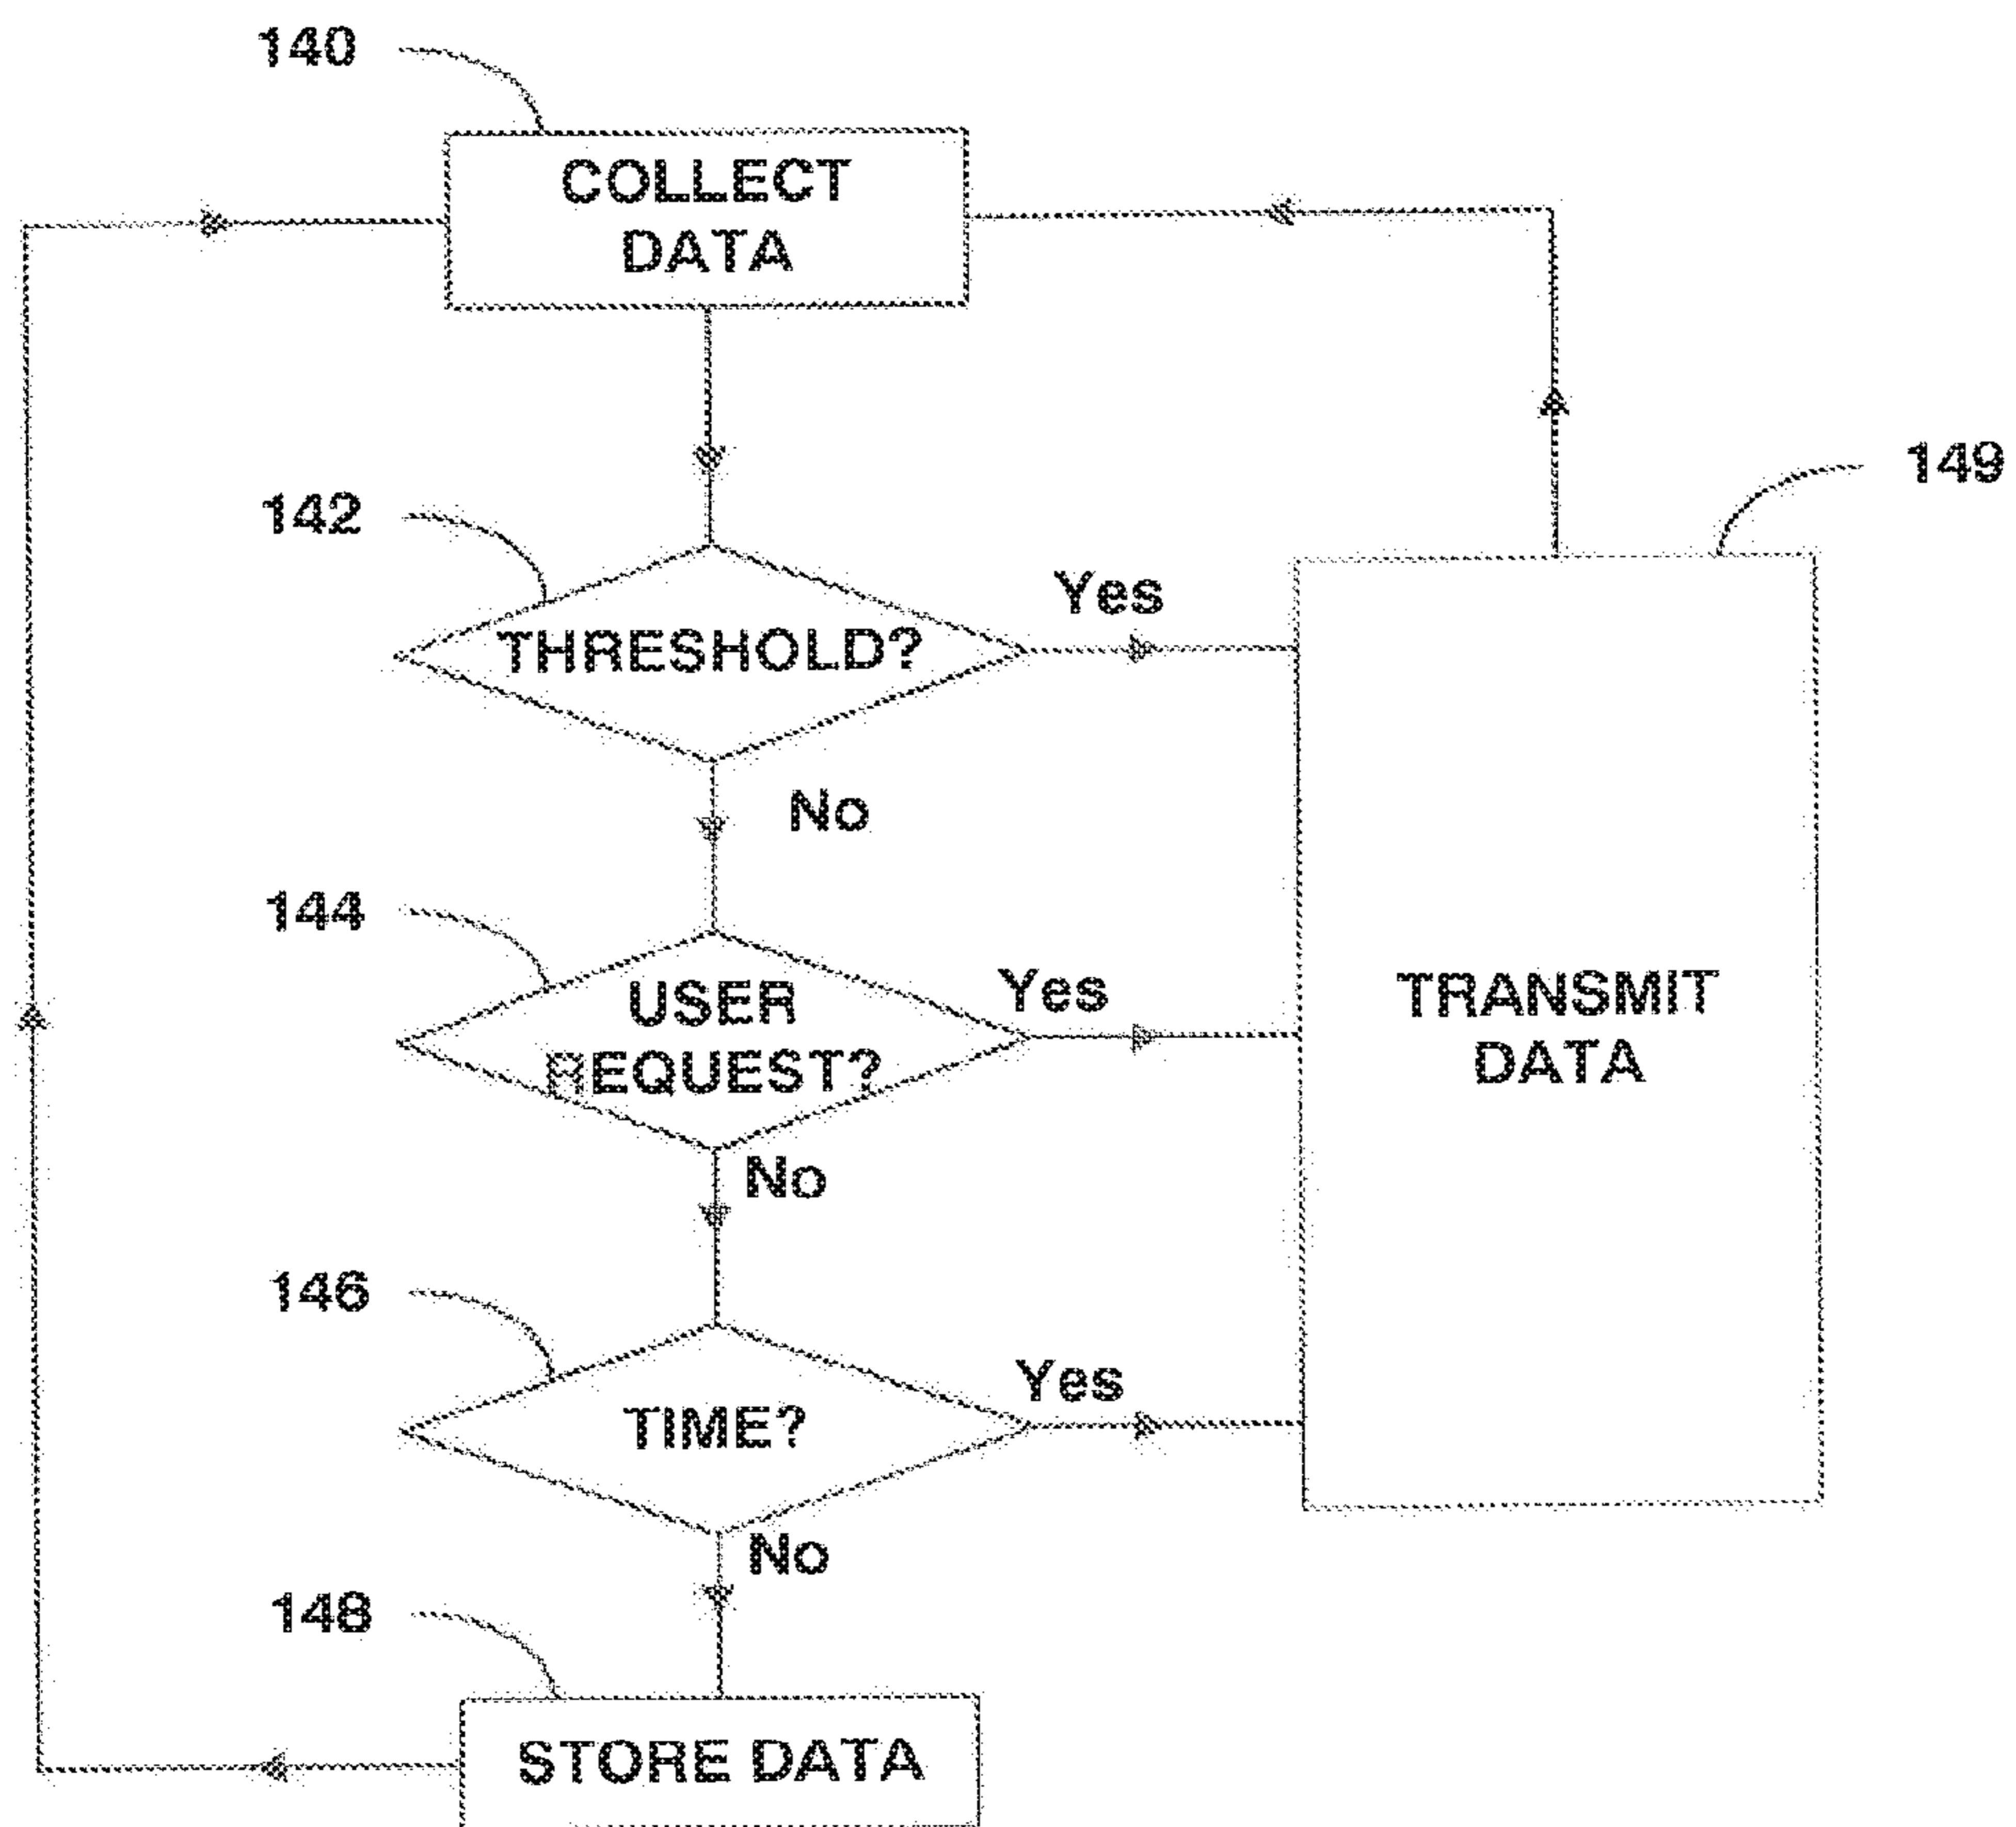 140
COLLECT
DATA
142
THRESHOLD?
Yes
149
No
144
USER
REQUEST?
Yes
TRANSMIT
DATA
No
146
TIME?
Yes
No
148
STORE DATA